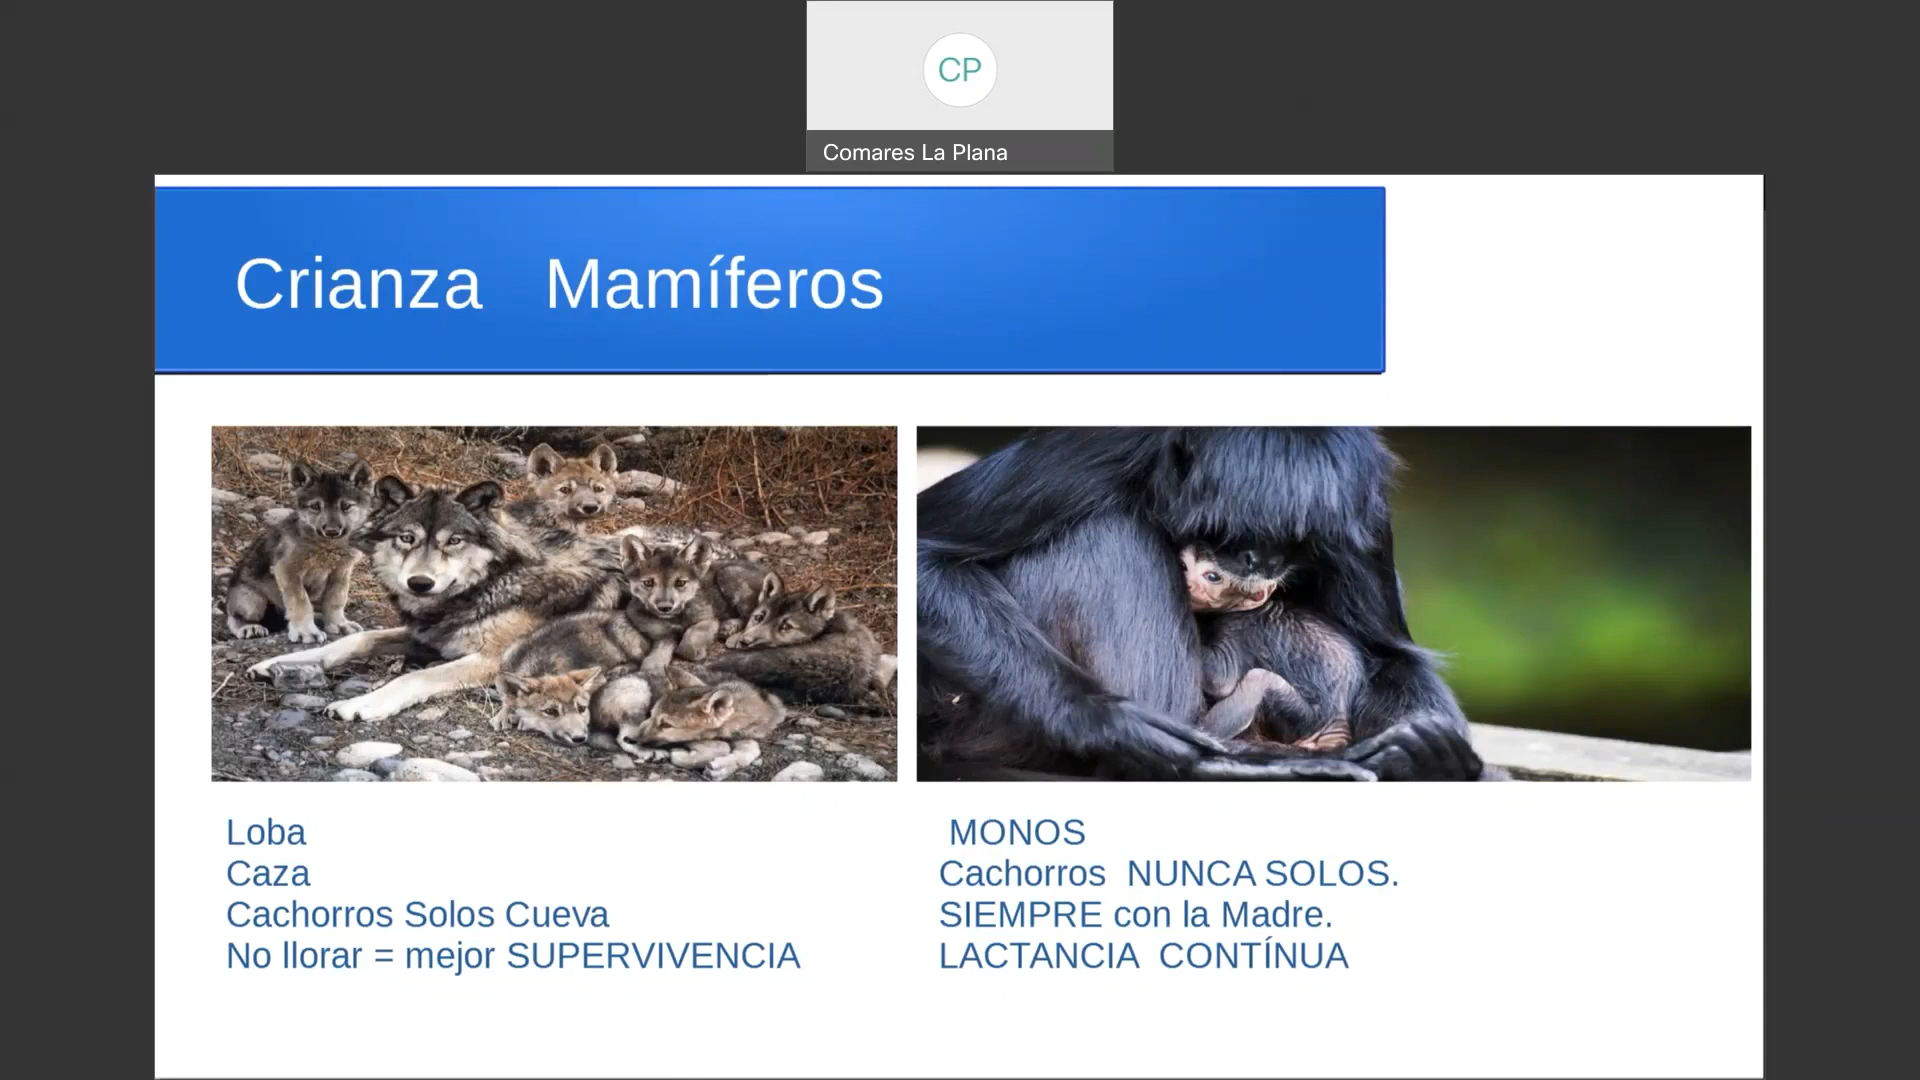 CP
Comares La Plana
Crianza Mamíferos
Loba
Caza
Cachorros Solos Cueva
No llorar = mejor SUPERVIVENCIA
MONOS
Cachorros NUNCA SOLOS.
SIEMPRE con la Madre.
LACTANCIA CONTÍNUA